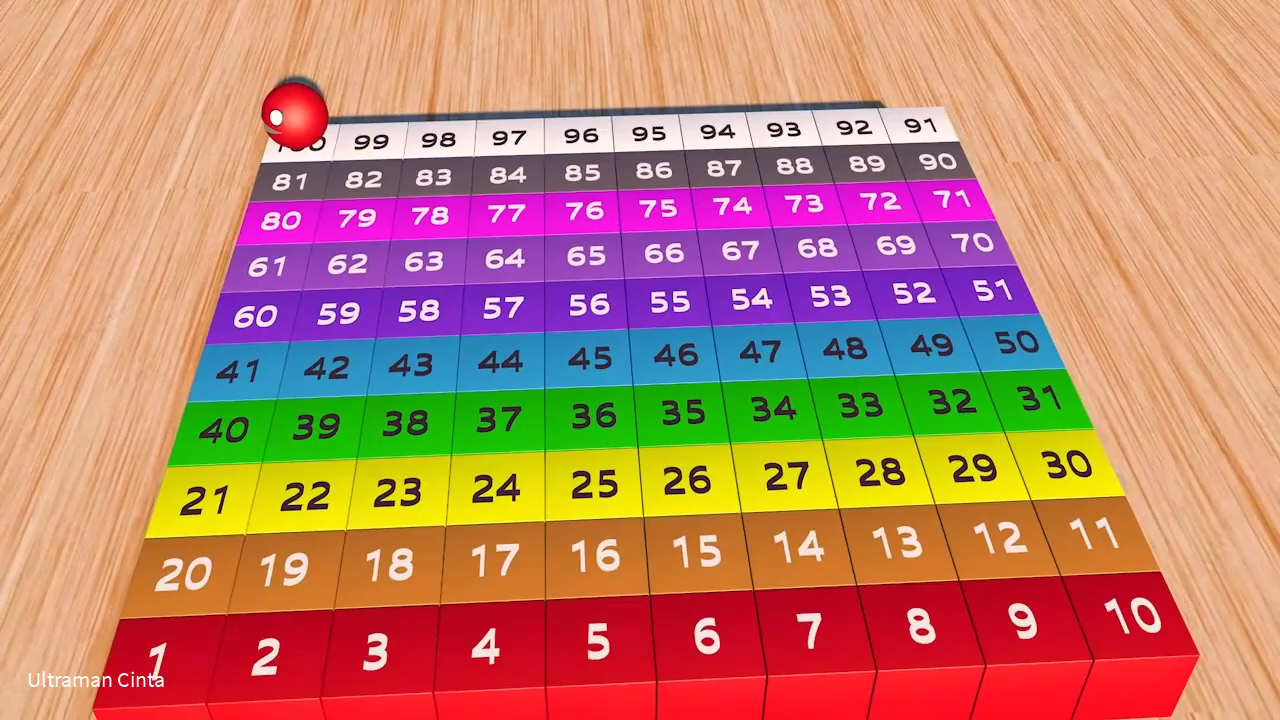 99 98 97 96 95 94 93 92 91
81 82 83 84 85 86 87 88 89 90
80 79 78 77 76 75 74 73 72 71
61 62 63 64 65 66 67 68 69 70
60 59 58 57 56 55 54 53 52 51
41 42 43 44 45 46 47 48 49 50
40 39 38 37 36 35 34 33 32 31
21 22 23 24 25 26 27 28 29 30
20 19 18 17 16 15 14 13 12 11
1 2 3 4 5 6 7 8 9 10
Ultraman Cinta